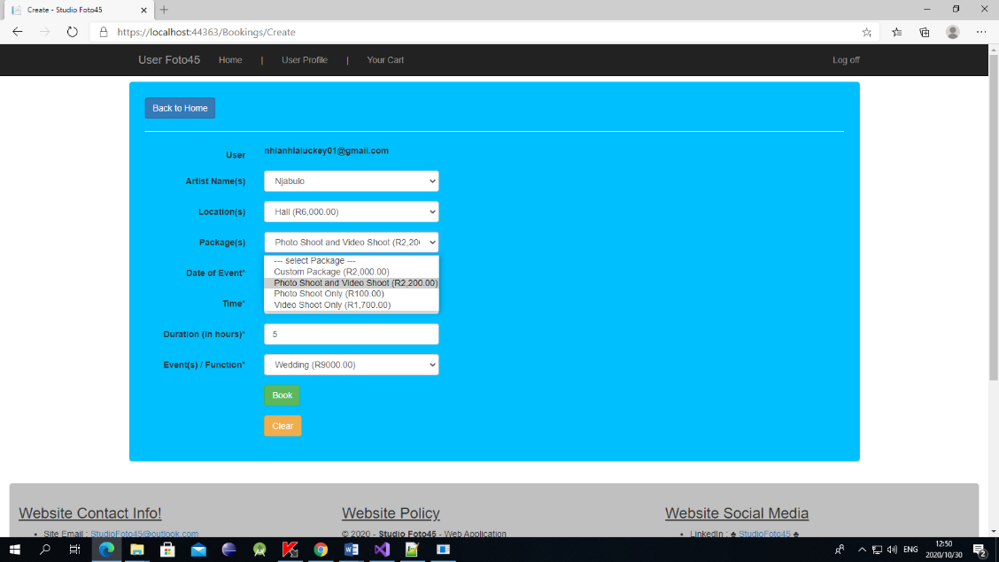 Create - Studio Foto45
https://localhost:44363/Bookings/Create
User Foto45 Home | User Profile | Your Cart Log off
Back to Home
User nhlanhlaluckey01@gmail.com
Artist Name(s) Njabulo
Location(s) Hall (R6,000.00)
Package(s) Photo Shoot and Video Shoot (R2,20
--- select Package ---
Custom Package (R2,000.00)
Date of Event*
Photo Shoot and Video Shoot (R2,200.00)
Photo Shoot Only (R100.00)
Time*
Video Shoot Only (R1,700.00)
Duration (in hours)* 5
Event(s) / Function* Wedding (R9000.00)
Book
Clear
Website Contact Info! Website Policy Website Social Media
• Site Email : StudioFoto45@outlook.com © 2020 - Studio Foto45 - Web Application • LinkedIn : ♣ StudioFoto45 ♣
ENG 12:50
2020/10/30 2